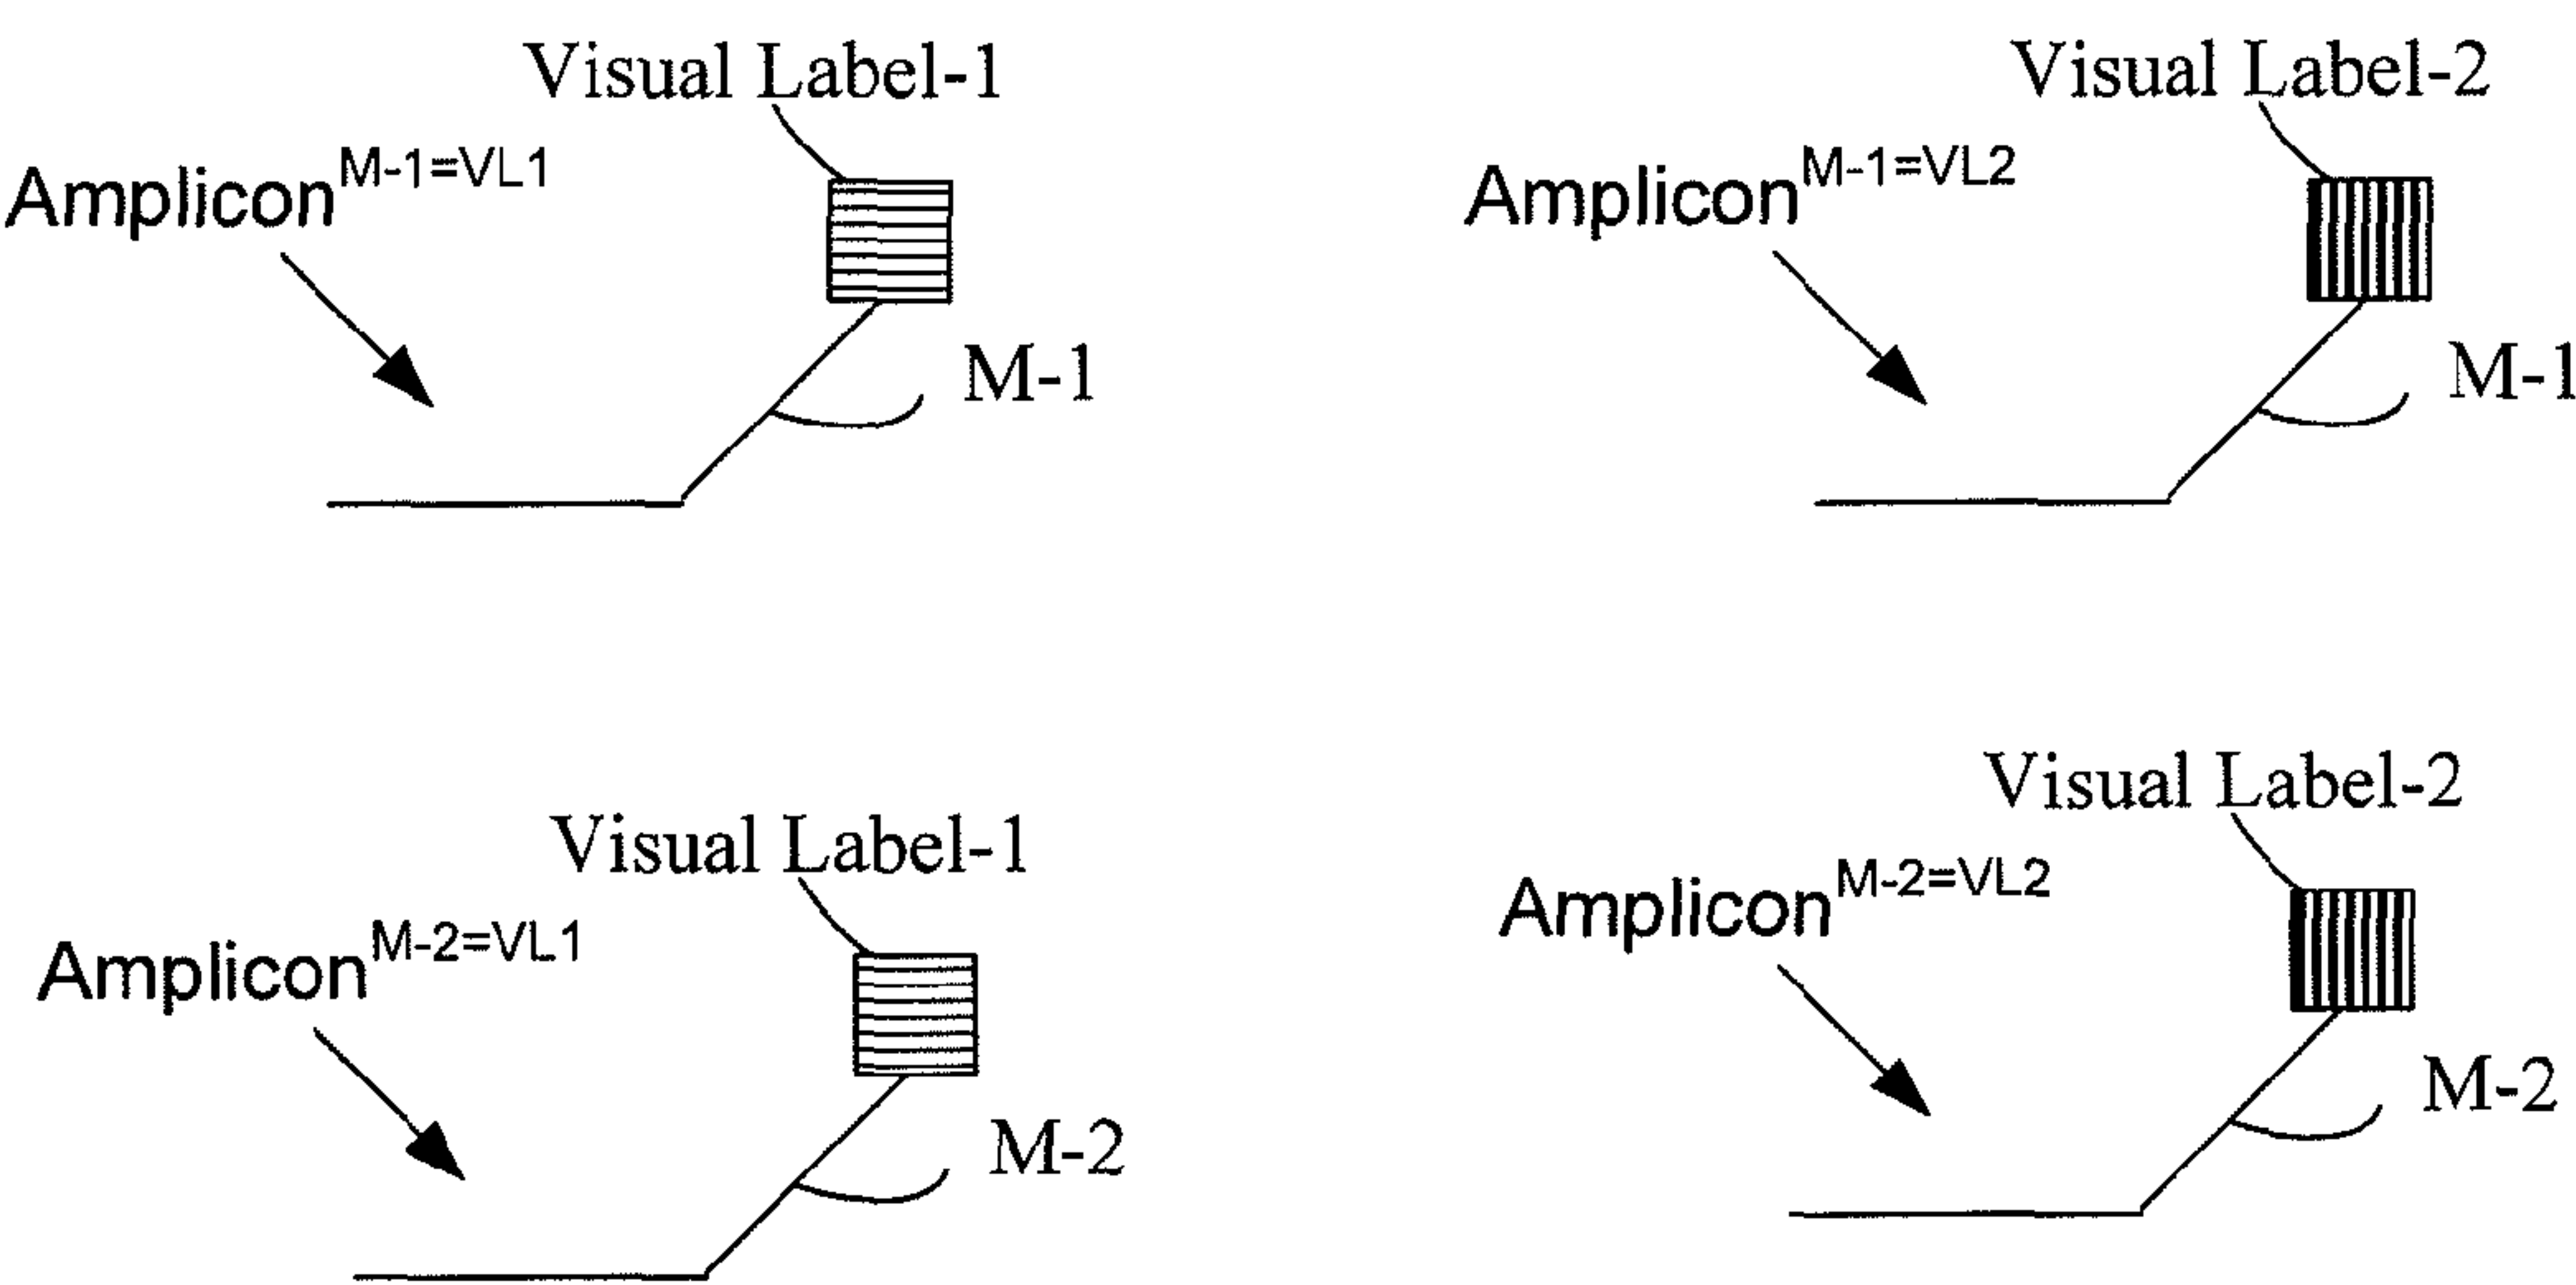 Visual Label-1
Amplicon^M-1=VL1
M-1
Visual Label-2
Amplicon^M-1=VL2
M-1
Visual Label-1
Amplicon^M-2=VL1
M-2
Visual Label-2
Amplicon^M-2=VL2
M-2